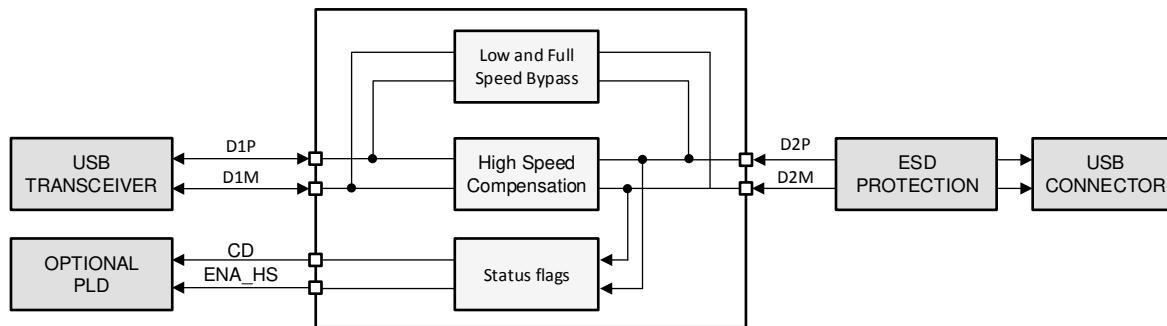 Low and Full
Speed Bypass
USB
TRANSCEIVER
D1P
D1M
High Speed
Compensation
D2P
D2M
ESD
PROTECTION
USB
CONNECTOR
OPTIONAL
PLD
CD
ENA_HS
Status flags